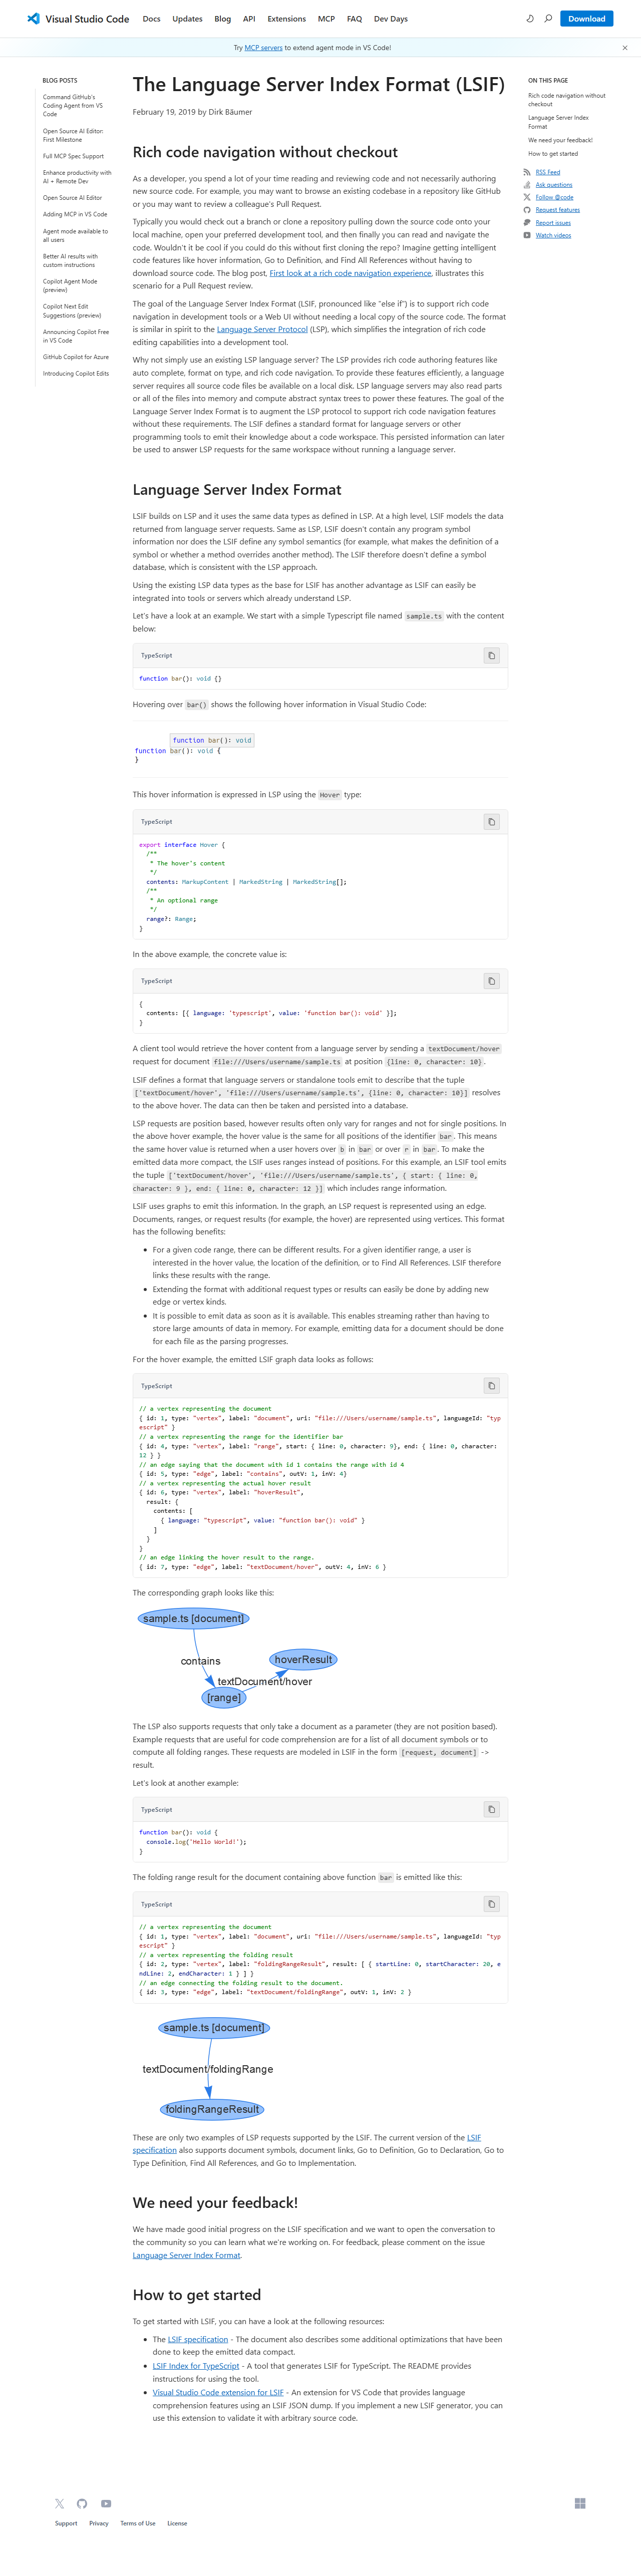 Visual Studio Code
Docs
Updates
Blog
API
Extensions
MCP
FAQ
Dev Days
Download
Try MCP servers to extend agent mode in VS Code!
BLOG POSTS
Command GitHub's
Coding Agent from VS
Code
Open Source AI Editor:
First Milestone
Full MCP Spec Support
Enhance productivity with
AI + Remote Dev
Open Source AI Editor
Adding MCP in VS Code
Agent mode available to
all users
Better AI results with
custom instructions
Copilot Agent Mode
(preview)
Copilot Next Edit
Suggestions (preview)
Announcing Copilot Free
in VS Code
GitHub Copilot for Azure
Introducing Copilot Edits
The Language Server Index Format (LSIF)
February 19, 2019 by Dirk Bäumer
Rich code navigation without checkout
As a developer, you spend a lot of your time reading and reviewing code and not necessarily authoring
new source code. For example, you may want to browse an existing codebase in a repository like GitHub
or you may want to review a colleague's Pull Request.
Typically you would check out a branch or clone a repository pulling down the source code onto your
local machine, open your preferred development tool, and then finally you can read and navigate the
code. Wouldn't it be cool if you could do this without first cloning the repo? Imagine getting intelligent
code features like hover information, Go to Definition, and Find All References without having to
download source code. The blog post, First look at a rich code navigation experience, illustrates this
scenario for a Pull Request review.
The goal of the Language Server Index Format (LSIF, pronounced like "else if") is to support rich code
navigation in development tools or a Web UI without needing a local copy of the source code. The format
is similar in spirit to the Language Server Protocol (LSP), which simplifies the integration of rich code
editing capabilities into a development tool.
Why not simply use an existing LSP language server? The LSP provides rich code authoring features like
auto complete, format on type, and rich code navigation. To provide these features efficiently, a language
server requires all source code files be available on a local disk. LSP language servers may also read parts
or all of the files into memory and compute abstract syntax trees to power these features. The goal of the
Language Server Index Format is to augment the LSP protocol to support rich code navigation features
without these requirements. The LSIF defines a standard format for language servers or other
programming tools to emit their knowledge about a code workspace. This persisted information can later
be used to answer LSP requests for the same workspace without running a language server.
Language Server Index Format
LSIF builds on LSP and it uses the same data types as defined in LSP. At a high level, LSIF models the data
returned from language server requests. Same as LSP, LSIF doesn't contain any program symbol
information nor does the LSIF define any symbol semantics (for example, what makes the definition of a
symbol or whether a method overrides another method). The LSIF therefore doesn't define a symbol
database, which is consistent with the LSP approach.
Using the existing LSP data types as the base for LSIF has another advantage as LSIF can easily be
integrated into tools or servers which already understand LSP.
Let's have a look at an example. We start with a simple Typescript file named sample.ts with the content
below:
TypeScript
function bar(): void {}
Hovering over bar() shows the following hover information in Visual Studio Code:
function bar(): void
function bar(): void {
}
This hover information is expressed in LSP using the Hover type:
TypeScript
export interface Hover {
/**
* The hover's content
*/
contents: MarkupContent | MarkedString | MarkedString[];
/**
* An optional range
*/
range?: Range;
}
In the above example, the concrete value is:
TypeScript
{
contents: [{ language: 'typescript', value: 'function bar(): void' }];
}
A client tool would retrieve the hover content from a language server by sending a textDocument/hover
request for document file:///Users/username/sample.ts at position {line: 0, character: 10}.
LSIF defines a format that language servers or standalone tools emit to describe that the tuple
['textDocument/hover', 'file:///Users/username/sample.ts', {line: 0, character: 10}] resolves
to the above hover. The data can then be taken and persisted into a database.
LSP requests are position based, however results often only vary for ranges and not for single positions. In
the above hover example, the hover value is the same for all positions of the identifier bar. This means
the same hover value is returned when a user hovers over b in bar or over r in bar. To make the
emitted data more compact, the LSIF uses ranges instead of positions. For this example, an LSIF tool emits
the tuple ['textDocument/hover', 'file:///Users/username/sample.ts', { start: { line: 0,
character: 9 }, end: { line: 0, character: 12 }] which includes range information.
LSIF uses graphs to emit this information. In the graph, an LSP request is represented using an edge.
Documents, ranges, or request results (for example, the hover) are represented using vertices. This format
has the following benefits:
• For a given code range, there can be different results. For a given identifier range, a user is
interested in the hover value, the location of the definition, or to Find All References. LSIF therefore
links these results with the range.
• Extending the format with additional request types or results can easily be done by adding new
edge or vertex kinds.
• It is possible to emit data as soon as it is available. This enables streaming rather than having to
store large amounts of data in memory. For example, emitting data for a document should be done
for each file as the parsing progresses.
For the hover example, the emitted LSIF graph data looks as follows:
TypeScript
// a vertex representing the document
{ id: 1, type: "vertex", label: "document", uri: "file:///Users/username/sample.ts", languageId: "typ
escript" }
// a vertex representing the range for the identifier bar
{ id: 4, type: "vertex", label: "range", start: { line: 0, character: 9}, end: { line: 0, character:
12 } }
// an edge saying that the document with id 1 contains the range with id 4
{ id: 5, type: "edge", label: "contains", outV: 1, inV: 4}
// a vertex representing the actual hover result
{ id: 6, type: "vertex", label: "hoverResult",
result: {
contents: [
{ language: "typescript", value: "function bar(): void" }
]
}
}
// an edge linking the hover result to the range.
{ id: 7, type: "edge", label: "textDocument/hover", outV: 4, inV: 6 }
The corresponding graph looks like this:
sample.ts [document]
contains
hoverResult
textDocument/hover
[range]
The LSP also supports requests that only take a document as a parameter (they are not position based).
Example requests that are useful for code comprehension are for a list of all document symbols or to
compute all folding ranges. These requests are modeled in LSIF in the form [request, document] ->
result.
Let's look at another example:
TypeScript
function bar(): void {
console.log('Hello World!');
}
The folding range result for the document containing above function bar is emitted like this:
TypeScript
// a vertex representing the document
{ id: 1, type: "vertex", label: "document", uri: "file:///Users/username/sample.ts", languageId: "typ
escript" }
// a vertex representing the folding result
{ id: 2, type: "vertex", label: "foldingRangeResult", result: [ { startLine: 0, startCharacter: 20, e
ndLine: 2, endCharacter: 1 } ] }
// an edge connecting the folding result to the document.
{ id: 3, type: "edge", label: "textDocument/foldingRange", outV: 1, inV: 2 }
sample.ts [document]
textDocument/foldingRange
foldingRangeResult
These are only two examples of LSP requests supported by the LSIF. The current version of the LSIF
specification also supports document symbols, document links, Go to Definition, Go to Declaration, Go to
Type Definition, Find All References, and Go to Implementation.
We need your feedback!
We have made good initial progress on the LSIF specification and we want to open the conversation to
the community so you can learn what we're working on. For feedback, please comment on the issue
Language Server Index Format.
How to get started
To get started with LSIF, you can have a look at the following resources:
• The LSIF specification - The document also describes some additional optimizations that have been
done to keep the emitted data compact.
• LSIF Index for TypeScript - A tool that generates LSIF for TypeScript. The README provides
instructions for using the tool.
• Visual Studio Code extension for LSIF - An extension for VS Code that provides language
comprehension features using an LSIF JSON dump. If you implement a new LSIF generator, you can
use this extension to validate it with arbitrary source code.
ON THIS PAGE
Rich code navigation without
checkout
Language Server Index
Format
We need your feedback!
How to get started
RSS Feed
Ask questions
Follow @code
Request features
Report issues
Watch videos
Support
Privacy
Terms of Use
License